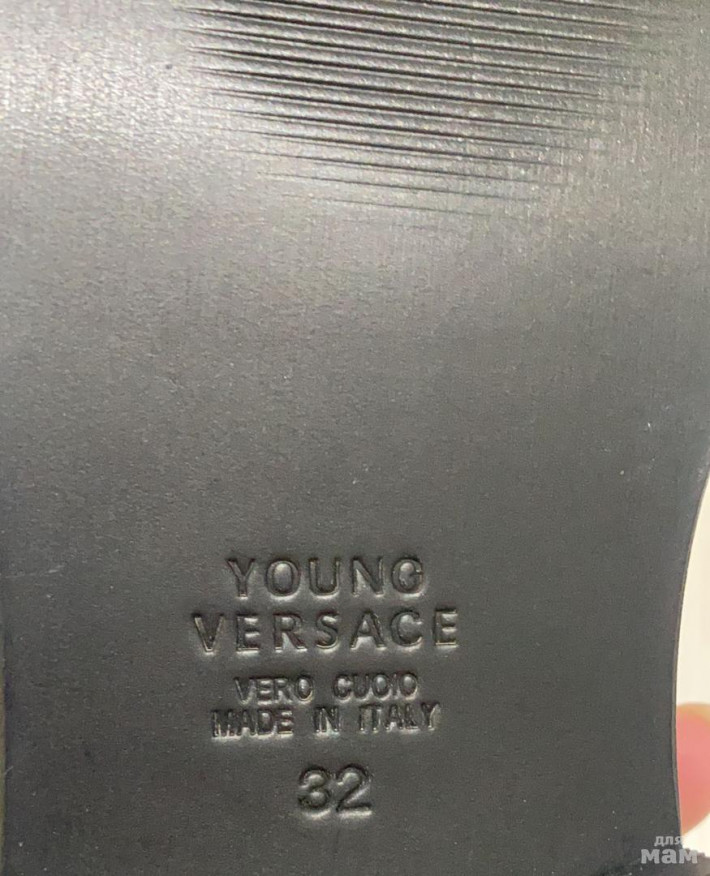 YOUNG
VERSACE
VERO CUOIO
MADE IN ITALY
32
для
мам